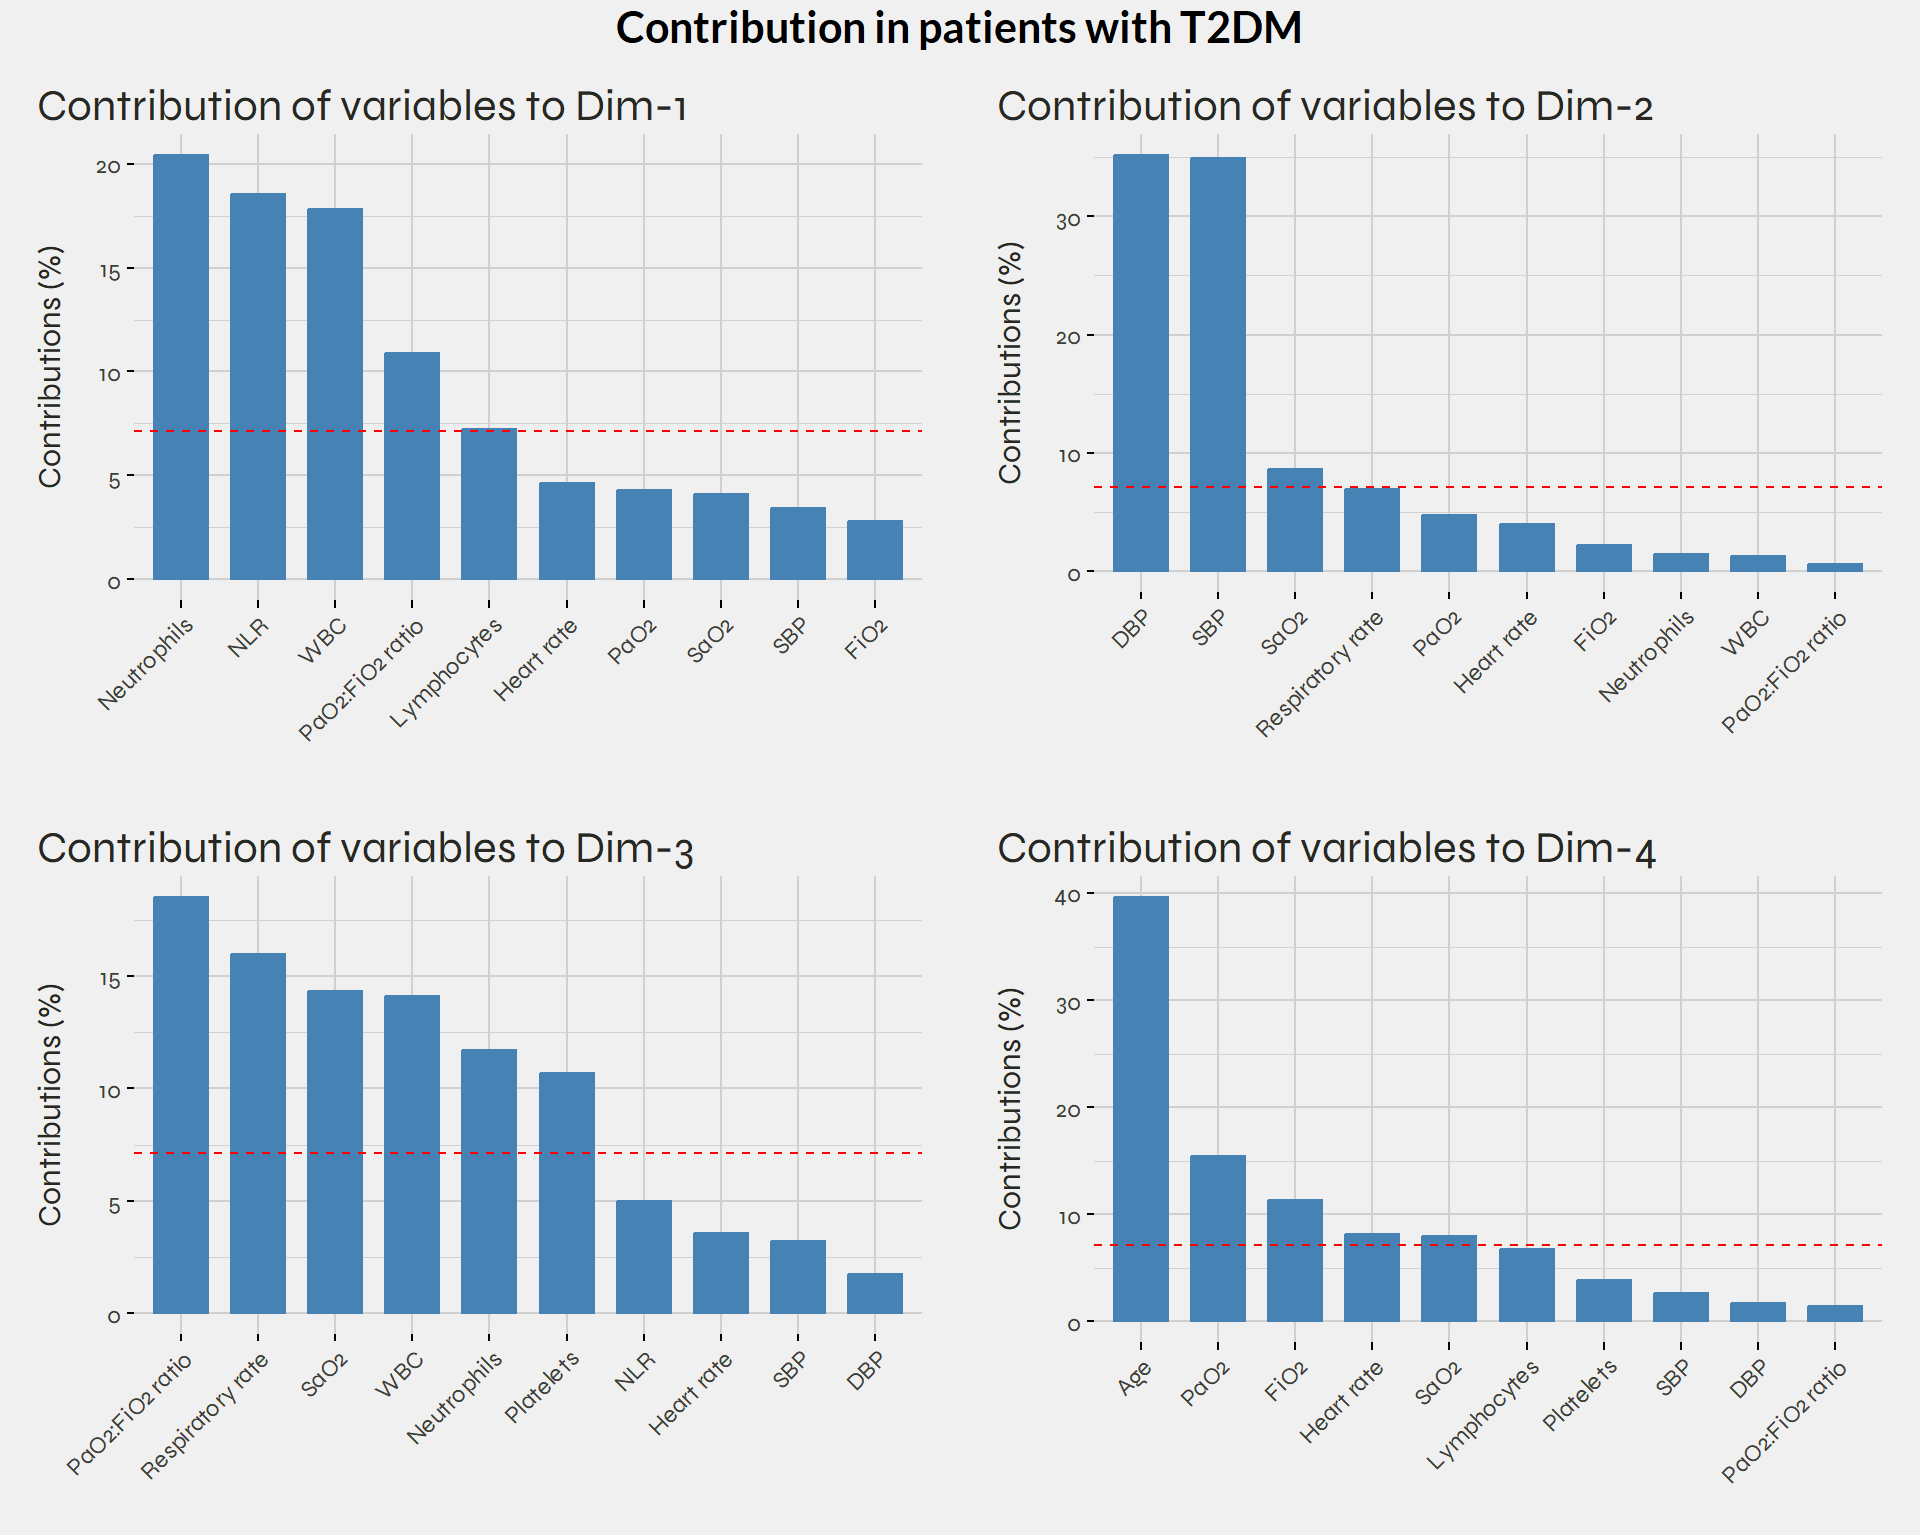 Contribution in patients with T2DM
Contribution of variables to Dim-1
Contributions (%)
20
15
10
5
0
Neutrophils
NLR
WBC
PaO2:FiO2 ratio
Lymphocytes
Heart rate
PaO2
SaO2
SBP
FiO2
Contribution of variables to Dim-2
Contributions (%)
30
20
10
0
DBP
SBP
SaO2
Respiratory rate
PaO2
Heart rate
FiO2
Neutrophils
WBC
PaO2:FiO2 ratio
Contribution of variables to Dim-3
Contributions (%)
15
10
5
0
PaO2:FiO2 ratio
Respiratory rate
SaO2
WBC
Neutrophils
Platelets
NLR
Heart rate
SBP
DBP
Contribution of variables to Dim-4
Contributions (%)
40
30
20
10
0
Age
PaO2
FiO2
Heart rate
SaO2
Lymphocytes
Platelets
SBP
DBP
PaO2:FiO2 ratio